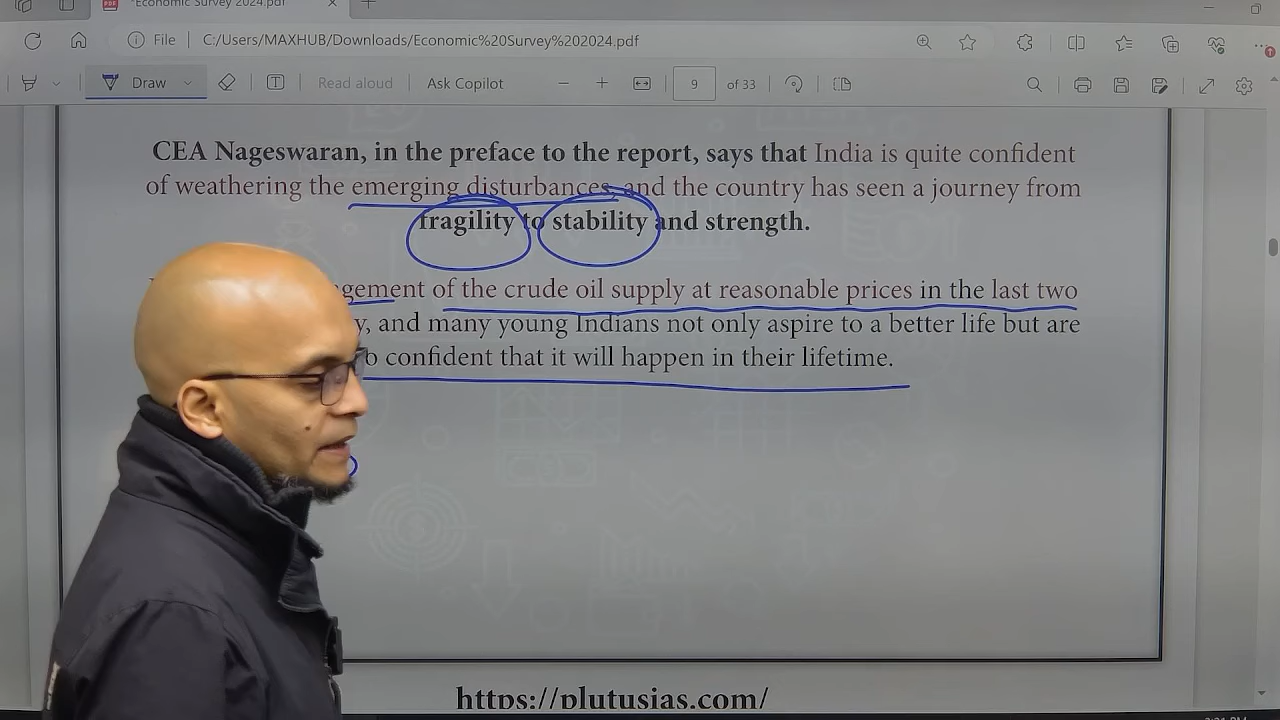 Economic Survey 2024.pdf
File C:/Users/MAXHUB/Downloads/Economic%20Survey%202024.pdf
Draw Read aloud Ask Copilot 9 of 33
CEA Nageswaran, in the preface to the report, says that India is quite confident
of weathering the emerging disturbances, and the country has seen a journey from
fragility to stability and strength.
gement of the crude oil supply at reasonable prices in the last two
y, and many young Indians not only aspire to a better life but are
o confident that it will happen in their lifetime.
https://plutusias.com/